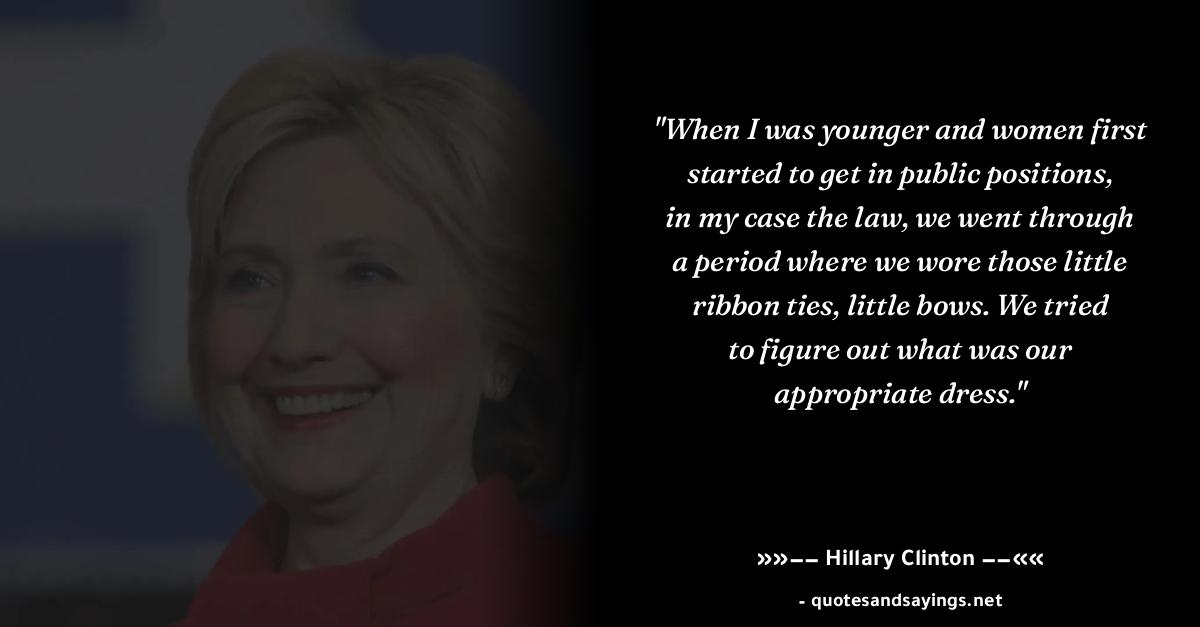 "When I was younger and women first
started to get in public positions,
in my case the law, we went through
a period where we wore those little
ribbon ties, little bows. We tried
to figure out what was our
appropriate dress."
»»−− Hillary Clinton −−««
- quotesandsayings.net